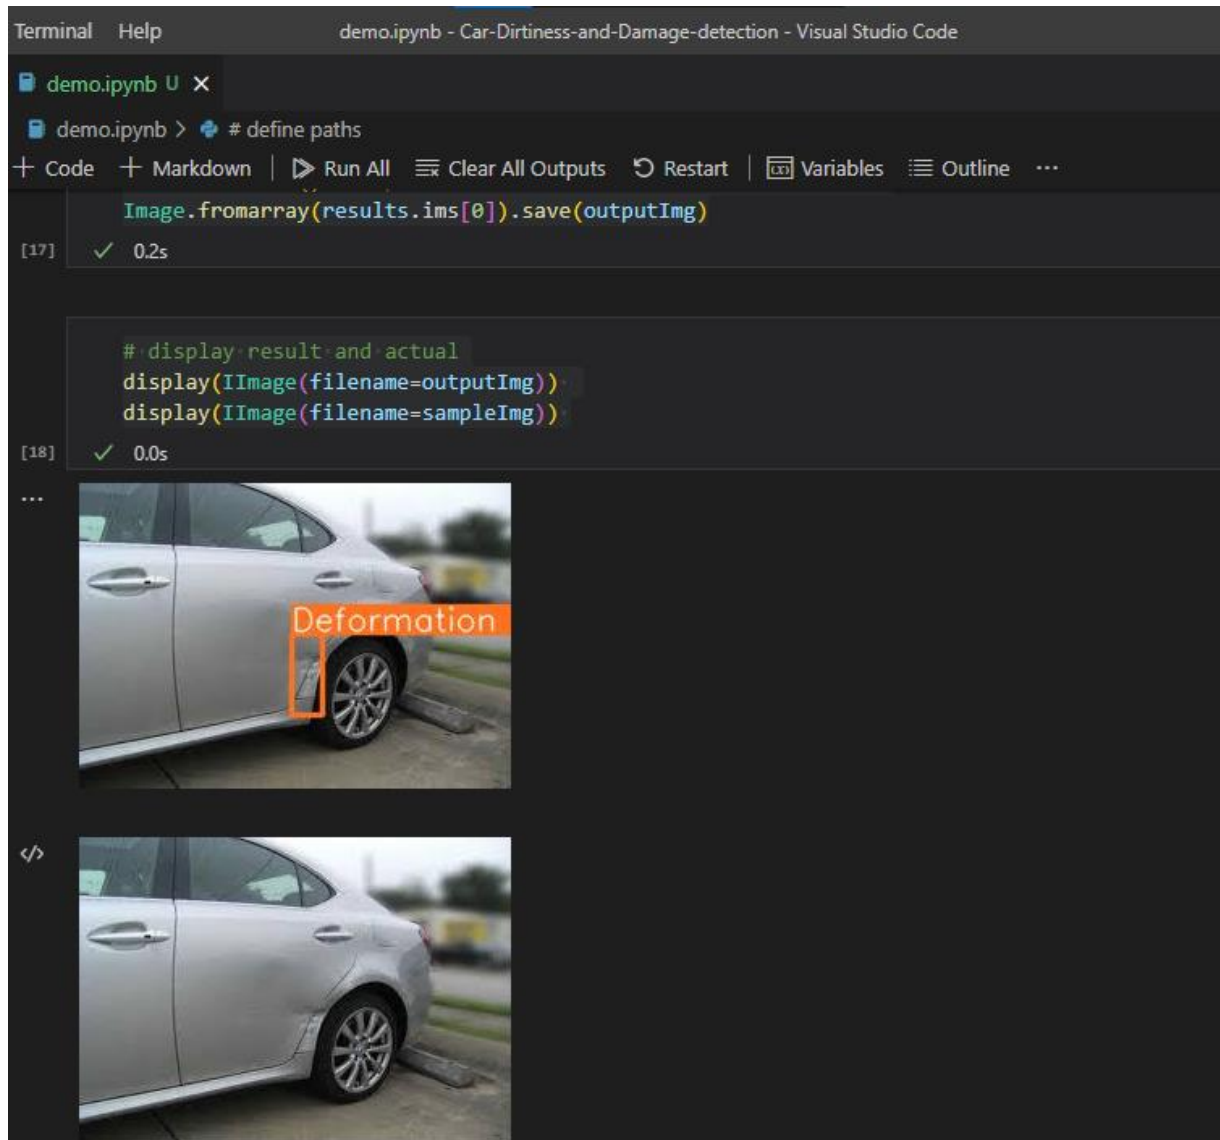 Terminal Help demo.ipynb - Car-Dirtiness-and-Damage-detection - Visual Studio Code
demo.ipynb U ×
demo.ipynb > # define paths
+ Code + Markdown | Run All Clear All Outputs Restart | Variables Outline ...
Image.fromarray(results.ims[0]).save(outputImg)
[17] ✓ 0.2s
# display result and actual
display(IImage(filename=outputImg))
display(IImage(filename=sampleImg))
[18] ✓ 0.0s
...
Deformation
</>